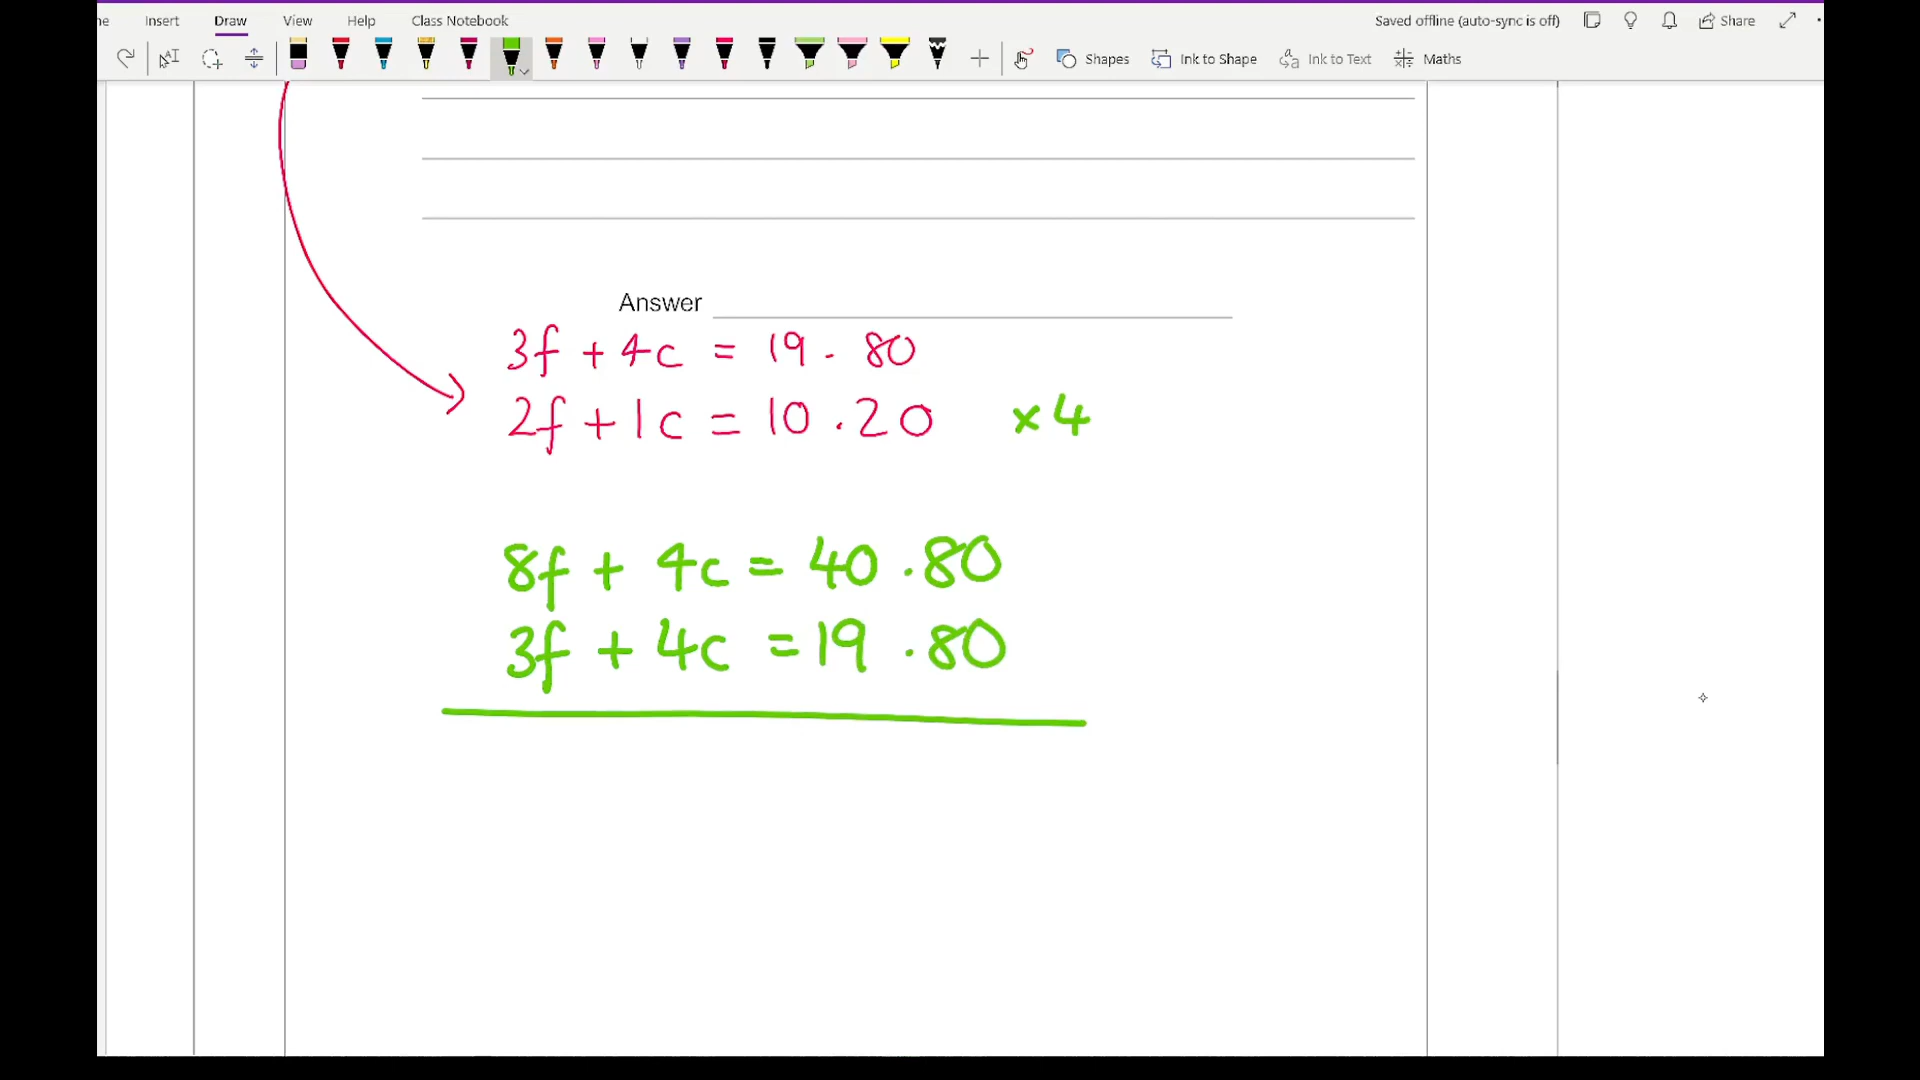 Insert Draw View Help Class Notebook Saved offline (auto-sync is off) Share
Shapes Ink to Shape Ink to Text Maths
Answer
3f + 4c = 19.80
2f + 1c = 10.20 ×4
8f + 4c = 40.80
3f + 4c = 19.80